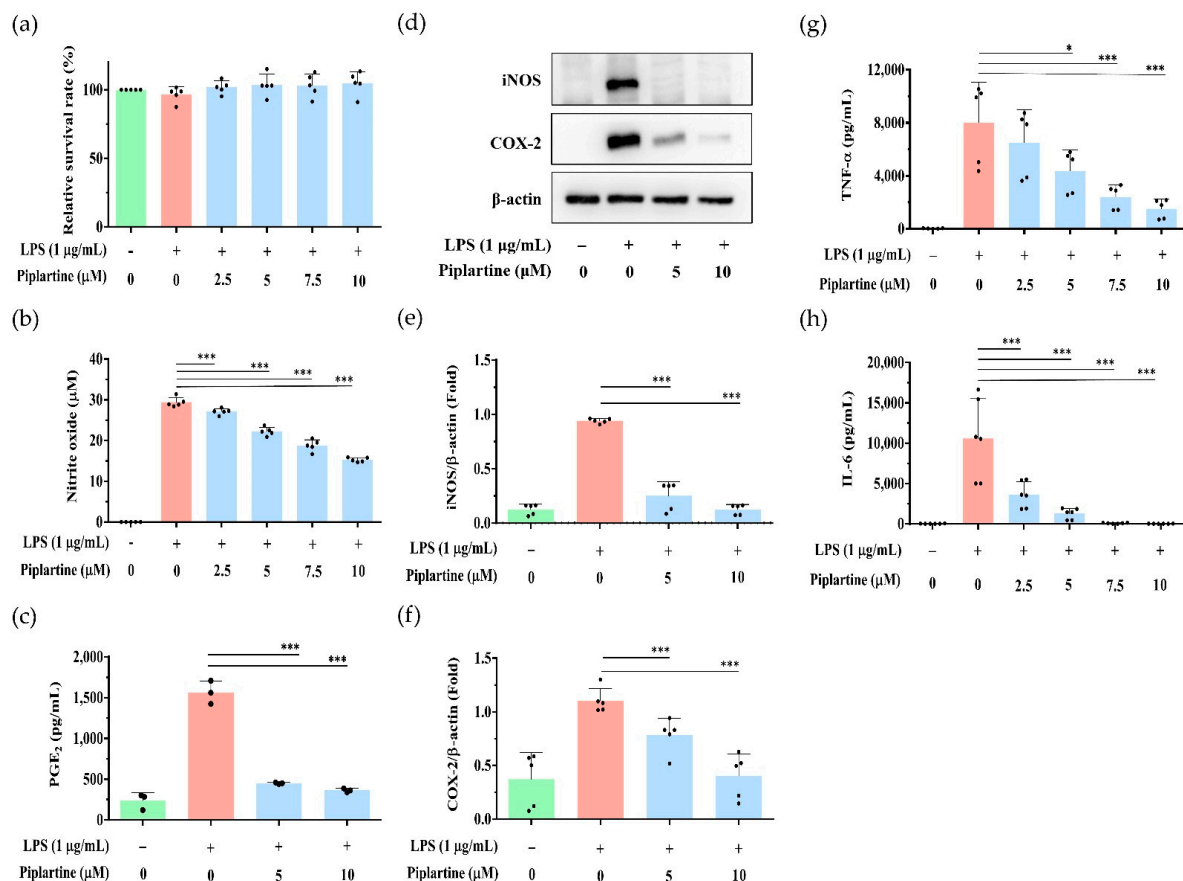 (a)
Relative survival rate (%)
100
50
0
LPS (1 μg/mL) - + + + + +
Piplartine (μM) 0 0 2.5 5 7.5 10
(b)
Nitrite oxide (μM)
*** *** *** ***
40
30
20
10
0
LPS (1 μg/mL) – + + + + +
Piplartine (μM) 0 0 2.5 5 7.5 10
(c)
PGE₂ (pg/mL)
*** ***
2,000
1,500
1,000
500
0
LPS (1 μg/mL) – + + +
Piplartine (μM) 0 0 5 10
(d)
iNOS
COX-2
β-actin
LPS (1 μg/mL) – + + +
Piplartine (μM) 0 0 5 10
(e)
iNOS/β-actin (Fold)
*** ***
1.5
1.0
0.5
0.0
LPS (1 μg/mL) – + + +
Piplartine (μM) 0 0 5 10
(f)
COX-2/β-actin (Fold)
*** ***
1.5
1.0
0.5
0.0
LPS (1 μg/mL) – + + +
Piplartine (μM) 0 0 5 10
(g)
TNF-α (pg/mL)
* *** ***
12,000
8,000
4,000
0
LPS (1 μg/mL) – + + + + +
Piplartine (μM) 0 0 2.5 5 7.5 10
(h)
IL-6 (pg/mL)
*** *** *** ***
20,000
15,000
10,000
5,000
0
LPS (1 μg/mL) – + + + + +
Piplartine (μM) 0 0 2.5 5 7.5 10